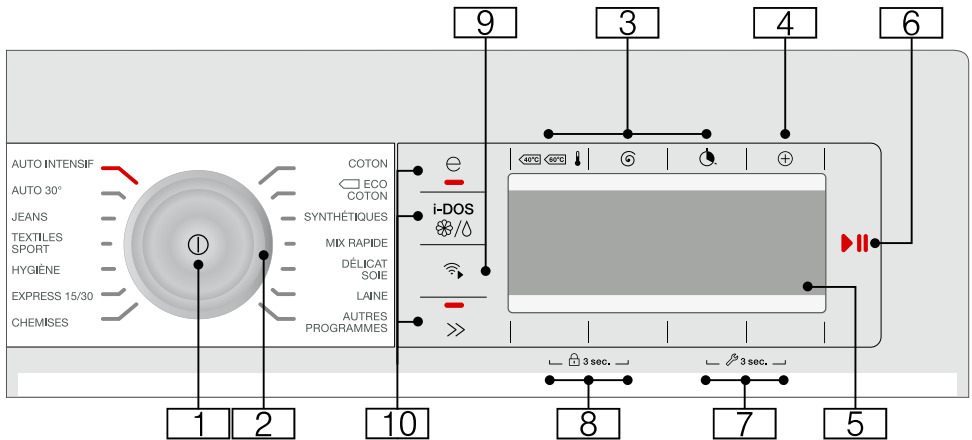 9
3
4
6
AUTO INTENSIF
AUTO 30°
JEANS
TEXTILES
SPORT
HYGIÈNE
EXPRESS 15/30
CHEMISES
COTON
ECO
COTON
SYNTHÉTIQUES
MIX RAPIDE
DÉLICAT
SOIE
LAINE
AUTRES
PROGRAMMES
e
i-DOS
40°C 60°C
3 sec.
3 sec.
1
2
10
8
7
5